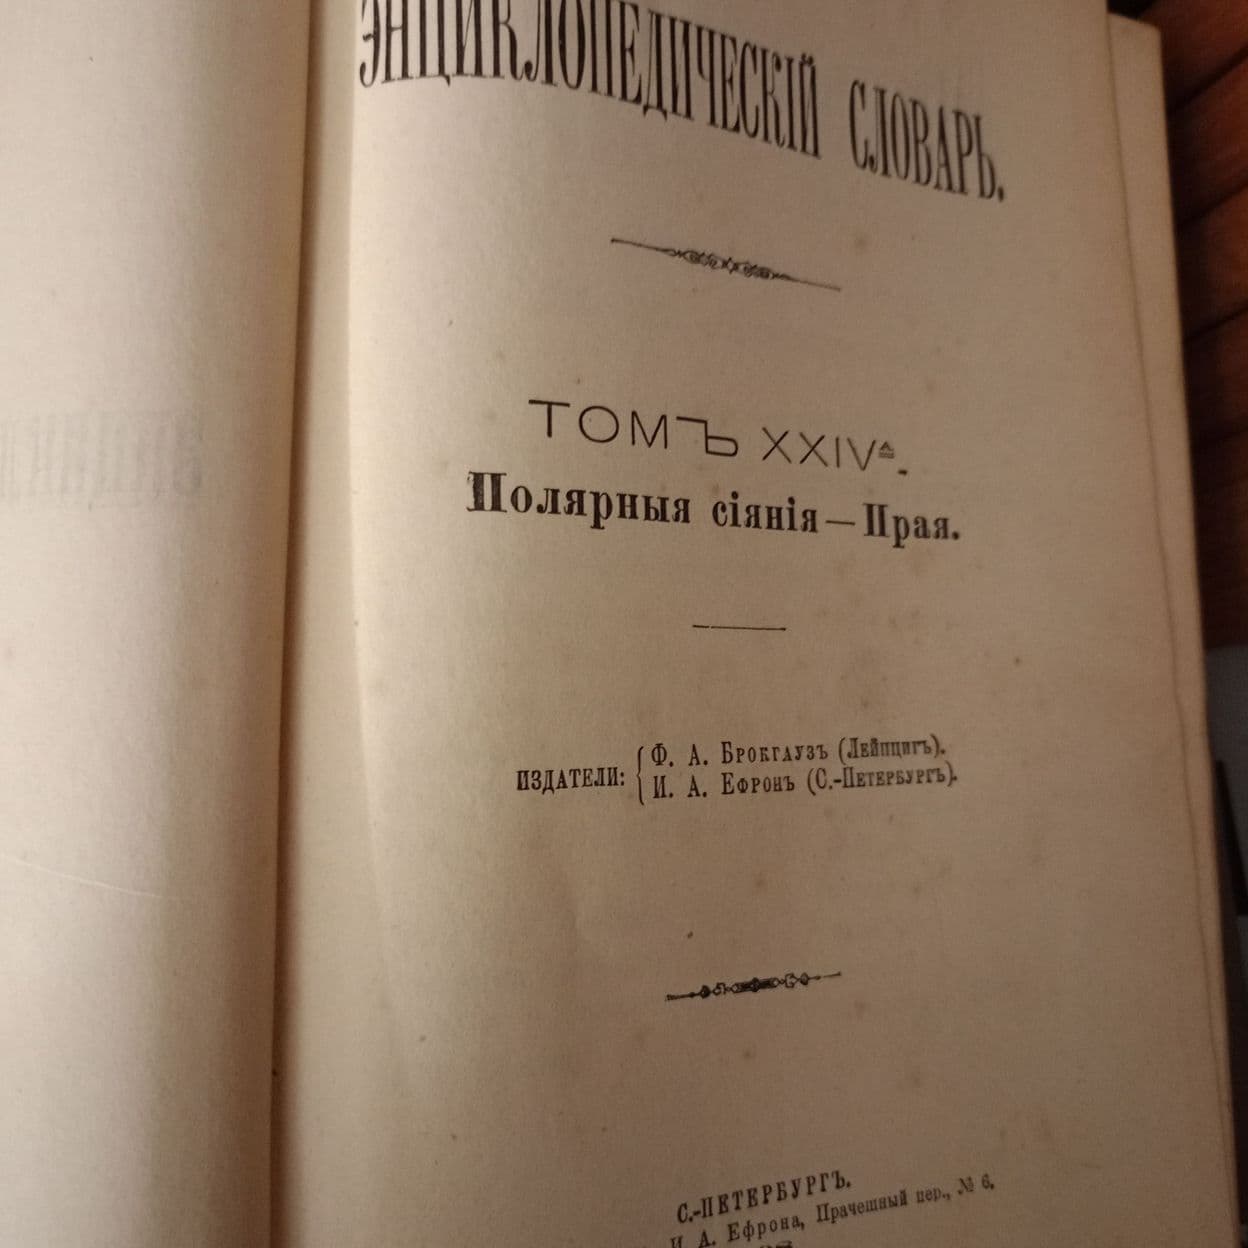 ЭНЦИКЛОПЕДИЧЕСКІЙ СЛОВАРЬ.
ТОМЪ XXIVᴬ.
Полярныя сіянія — Прая.
ИЗДАТЕЛИ: { Ф. А. БРОКГАУЗЪ (ЛЕЙПЦИГЪ).
И. А. ЕФРОНЪ (С.-ПЕТЕРБУРГЪ).
С.-ПЕТЕРБУРГЪ.
И. А. Ефрона, Прачешный пер., № 6.